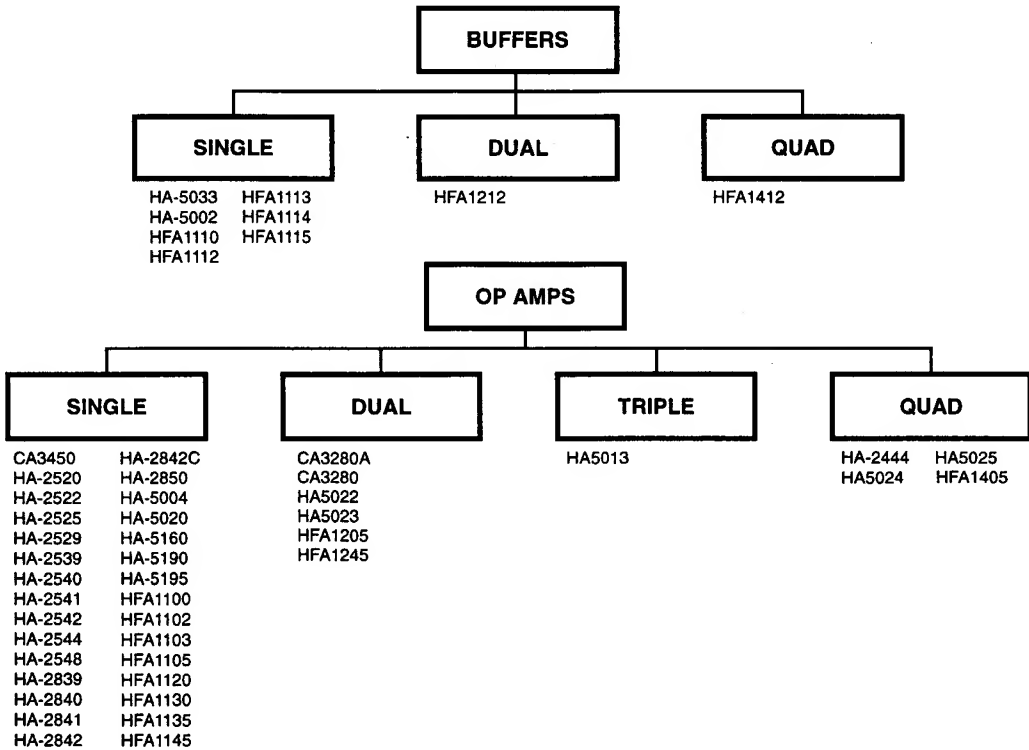 BUFFERS
SINGLE
DUAL
QUAD
HA-5033 HFA1113
HA-5002 HFA1114
HFA1110 HFA1115
HFA1112
HFA1212
HFA1412
OP AMPS
SINGLE
DUAL
TRIPLE
QUAD
CA3450 HA-2842C
HA-2520 HA-2850
HA-2522 HA-5004
HA-2525 HA-5020
HA-2529 HA-5160
HA-2539 HA-5190
HA-2540 HA-5195
HA-2541 HFA1100
HA-2542 HFA1102
HA-2544 HFA1103
HA-2548 HFA1105
HA-2839 HFA1120
HA-2840 HFA1130
HA-2841 HFA1135
HA-2842 HFA1145
CA3280A
CA3280
HA5022
HA5023
HFA1205
HFA1245
HA5013
HA-2444 HA5025
HA5024 HFA1405